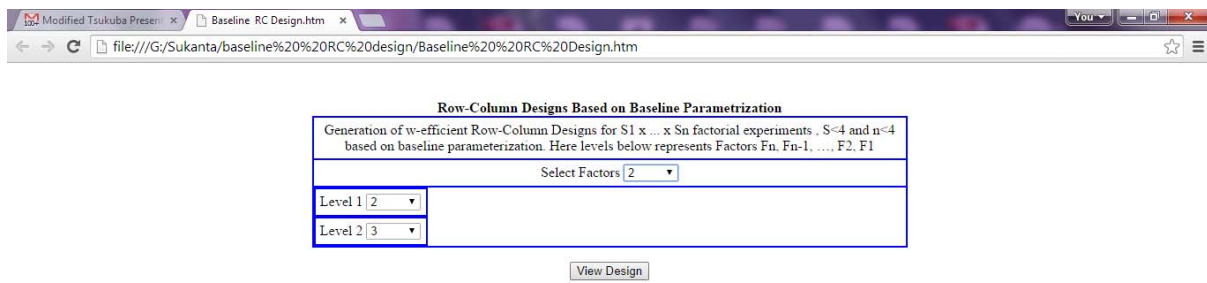 Modified Tsukuba Present
Baseline RC Design.htm
You
file:///G:/Sukanta/baseline%20%20RC%20design/Baseline%20%20RC%20Design.htm
Row-Column Designs Based on Baseline Parametrization
Generation of w-efficient Row-Column Designs for S1 x ... x Sn factorial experiments , S<4 and n<4
based on baseline parameterization. Here levels below represents Factors Fn, Fn-1, …, F2, F1
Select Factors 2
Level 1 2
Level 2 3
View Design